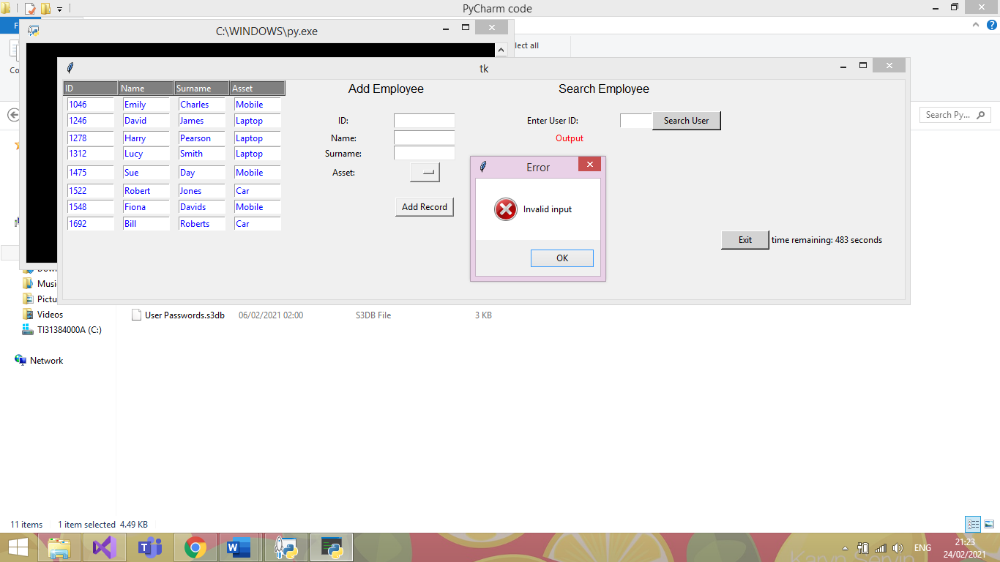 PyCharm code
F
C:\WINDOWS\py.exe
lect all
Co
tk
ID Name Surname Asset
1046 Emily Charles Mobile
1246 David James Laptop
1278 Harry Pearson Laptop
1312 Lucy Smith Laptop
1475 Sue Day Mobile
1522 Robert Jones Car
1548 Fiona Davids Mobile
1692 Bill Roberts Car
Add Employee
ID:
Name:
Surname:
Asset:
Add Record
Search Employee
Enter User ID: Search User
Output
Error
Invalid input
OK
Exit time remaining: 483 seconds
Search Py...
Musi
Pictu
Videos
TI31384000A (C:)
Network
User Passwords.s3db 06/02/2021 02:00 S3DB File 3 KB
11 items 1 item selected 4.49 KB
ENG
21:23
24/02/2021
Karyn Servin